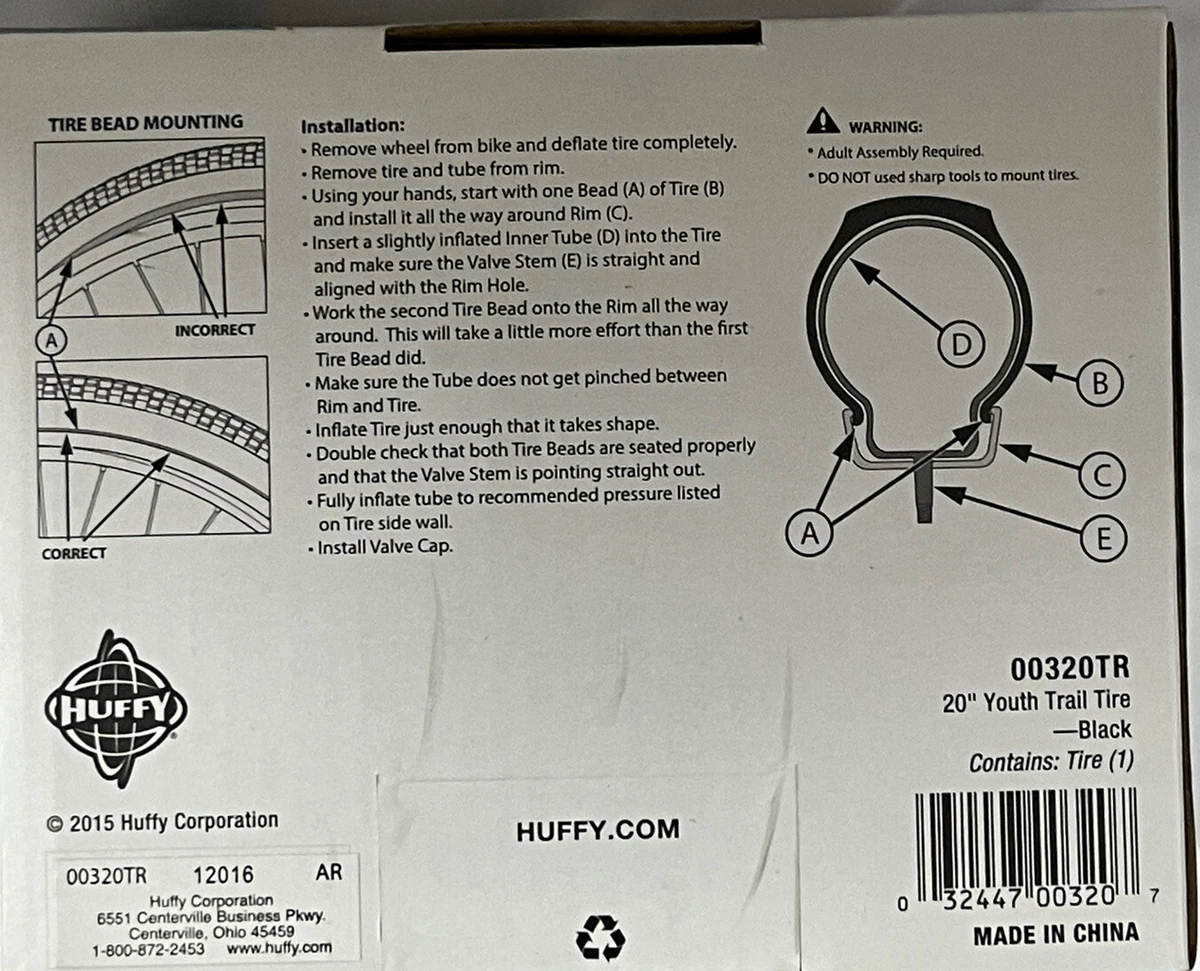 TIRE BEAD MOUNTING
A
INCORRECT
CORRECT
Installation:
• Remove wheel from bike and deflate tire completely.
• Remove tire and tube from rim.
• Using your hands, start with one Bead (A) of Tire (B)
and install it all the way around Rim (C).
• Insert a slightly inflated Inner Tube (D) into the Tire
and make sure the Valve Stem (E) is straight and
aligned with the Rim Hole.
• Work the second Tire Bead onto the Rim all the way
around. This will take a little more effort than the first
Tire Bead did.
• Make sure the Tube does not get pinched between
Rim and Tire.
• Inflate Tire just enough that it takes shape.
• Double check that both Tire Beads are seated properly
and that the Valve Stem is pointing straight out.
• Fully inflate tube to recommended pressure listed
on Tire side wall.
• Install Valve Cap.
WARNING:
* Adult Assembly Required.
* DO NOT used sharp tools to mount tires.
D
B
C
A
E
HUFFY®
© 2015 Huffy Corporation
00320TR 12016 AR
Huffy Corporation
6551 Centerville Business Pkwy.
Centerville, Ohio 45459
1-800-872-2453 www.huffy.com
HUFFY.COM
00320TR
20" Youth Trail Tire
—Black
Contains: Tire (1)
0 32447 00320 7
MADE IN CHINA